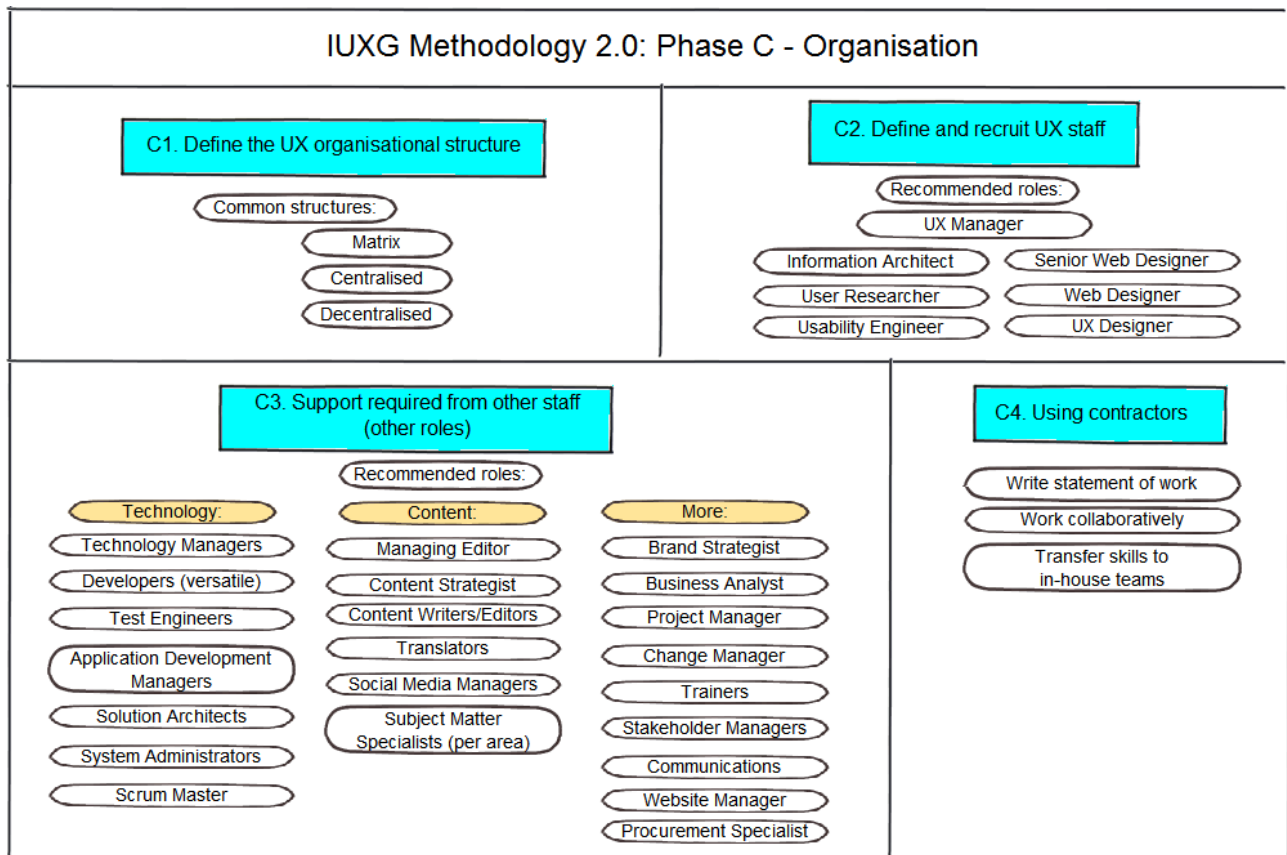 IUXG Methodology 2.0: Phase C - Organisation
C1. Define the UX organisational structure
Common structures:
Matrix
Centralised
Decentralised
C2. Define and recruit UX staff
Recommended roles:
UX Manager
Information Architect
User Researcher
Usability Engineer
Senior Web Designer
Web Designer
UX Designer
C3. Support required from other staff
(other roles)
Recommended roles:
Technology:
Technology Managers
Developers (versatile)
Test Engineers
Application Development
Managers
Solution Architects
System Administrators
Scrum Master
Content:
Managing Editor
Content Strategist
Content Writers/Editors
Translators
Social Media Managers
Subject Matter
Specialists (per area)
More:
Brand Strategist
Business Analyst
Project Manager
Change Manager
Trainers
Stakeholder Managers
Communications
Website Manager
Procurement Specialist
C4. Using contractors
Write statement of work
Work collaboratively
Transfer skills to
in-house teams